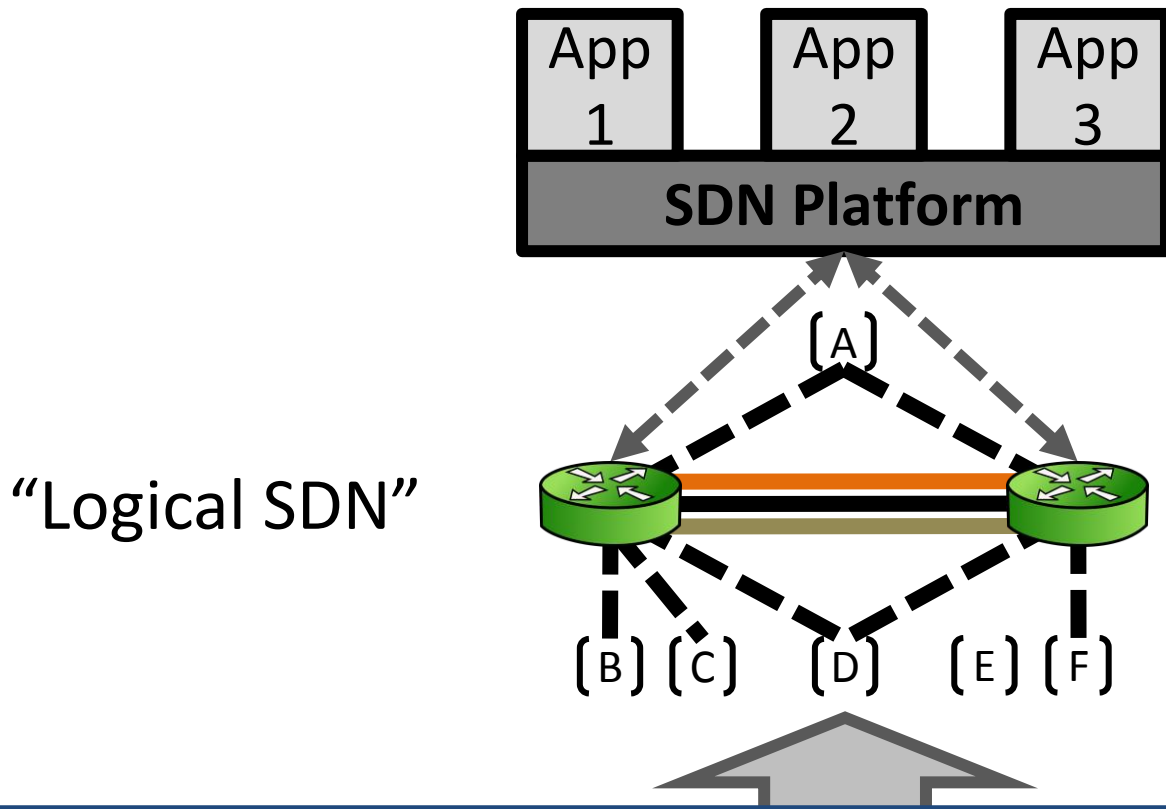 App App App
1 2 3
SDN Platform
[A]
“Logical SDN”
[B] [C] [D] [E] [F]